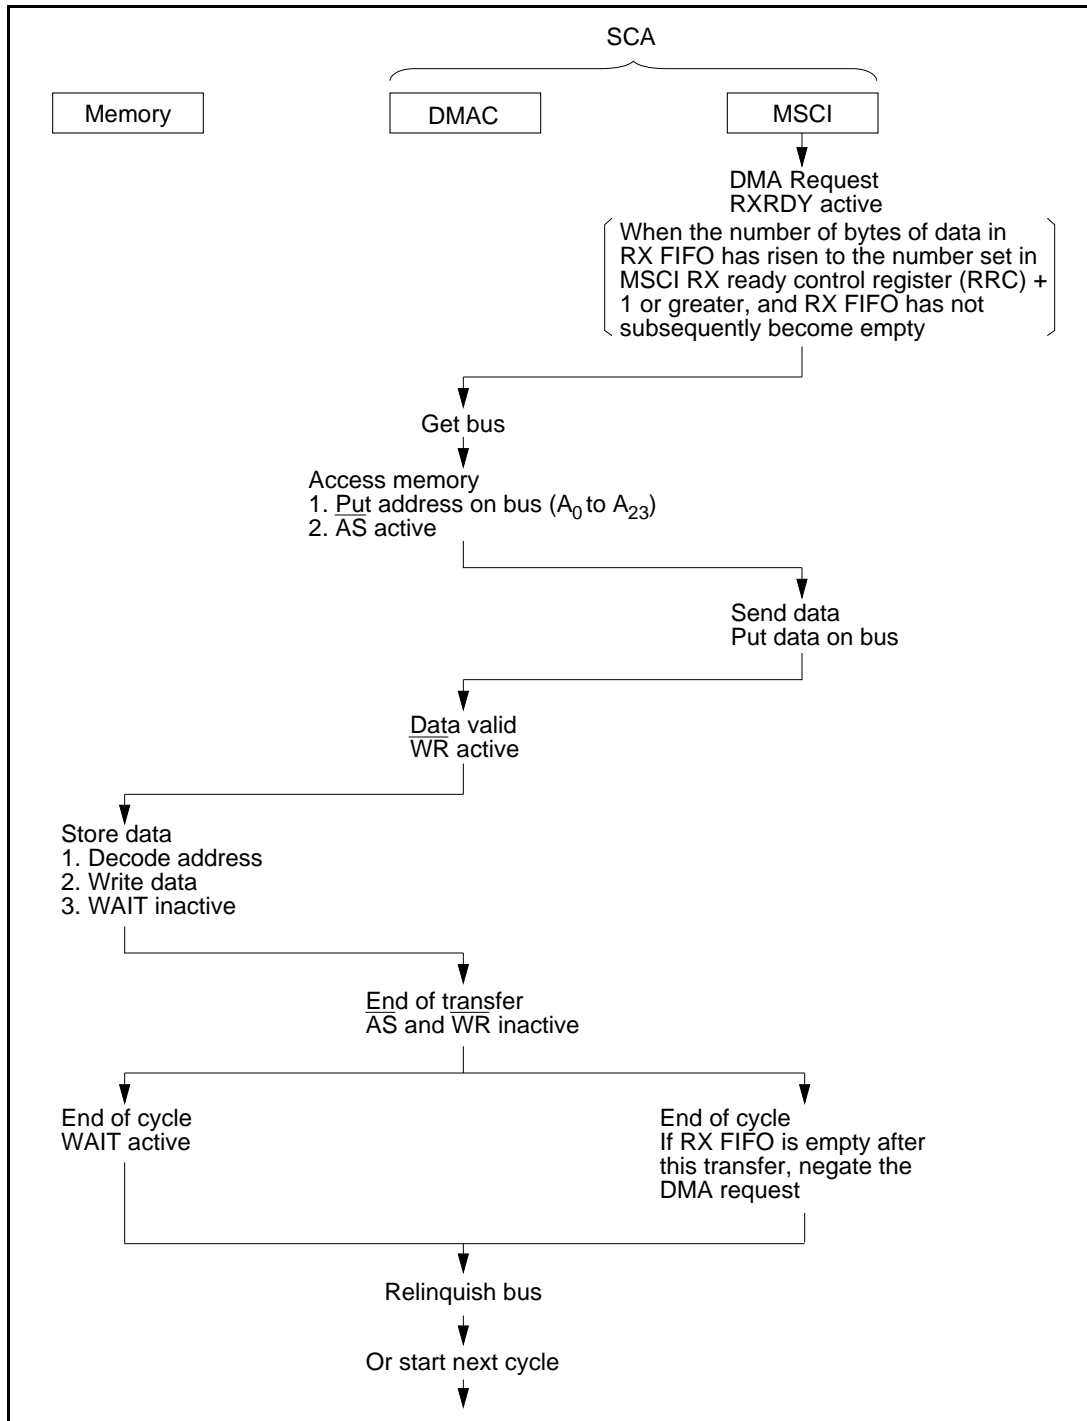 SCA
Memory
DMAC
MSCI
DMA Request
RXRDY active
When the number of bytes of data in
RX FIFO has risen to the number set in
MSCI RX ready control register (RRC) +
1 or greater, and RX FIFO has not
subsequently become empty
Get bus
Access memory
1. Put address on bus (A₀ to A₂₃)
2. A̅S̅ active
Send data
Put data on bus
Data valid
W̅R̅ active
Store data
1. Decode address
2. Write data
3. WAIT inactive
End of transfer
A̅S̅ and W̅R̅ inactive
End of cycle
WAIT active
End of cycle
If RX FIFO is empty after
this transfer, negate the
DMA request
Relinquish bus
Or start next cycle